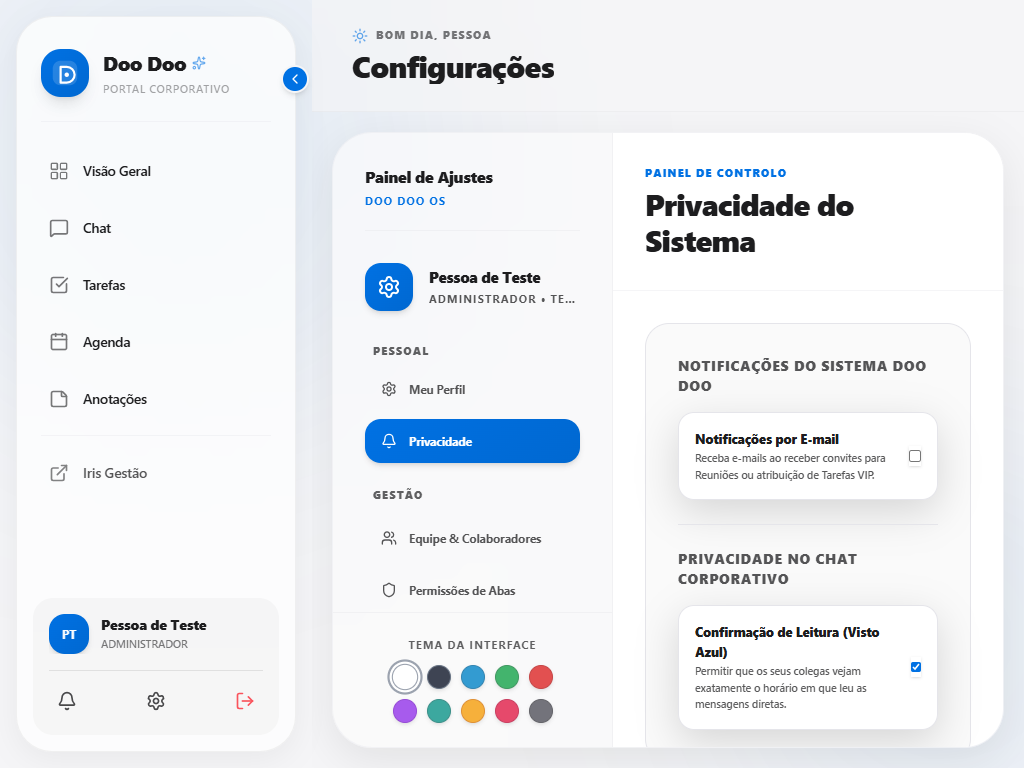 Doo Doo
PORTAL CORPORATIVO
Visão Geral
Chat
Tarefas
Agenda
Anotações
Iris Gestão
PT
Pessoa de Teste
ADMINISTRADOR
BOM DIA, PESSOA
Configurações
Painel de Ajustes
DOO DOO OS
Pessoa de Teste
ADMINISTRADOR • TE...
PESSOAL
Meu Perfil
Privacidade
GESTÃO
Equipe & Colaboradores
Permissões de Abas
TEMA DA INTERFACE
PAINEL DE CONTROLO
Privacidade do
Sistema
NOTIFICAÇÕES DO SISTEMA DOO
DOO
Notificações por E-mail
Receba e-mails ao receber convites para
Reuniões ou atribuição de Tarefas VIP.
PRIVACIDADE NO CHAT
CORPORATIVO
Confirmação de Leitura (Visto
Azul)
Permitir que os seus colegas vejam
exatamente o horário em que leu as
mensagens diretas.